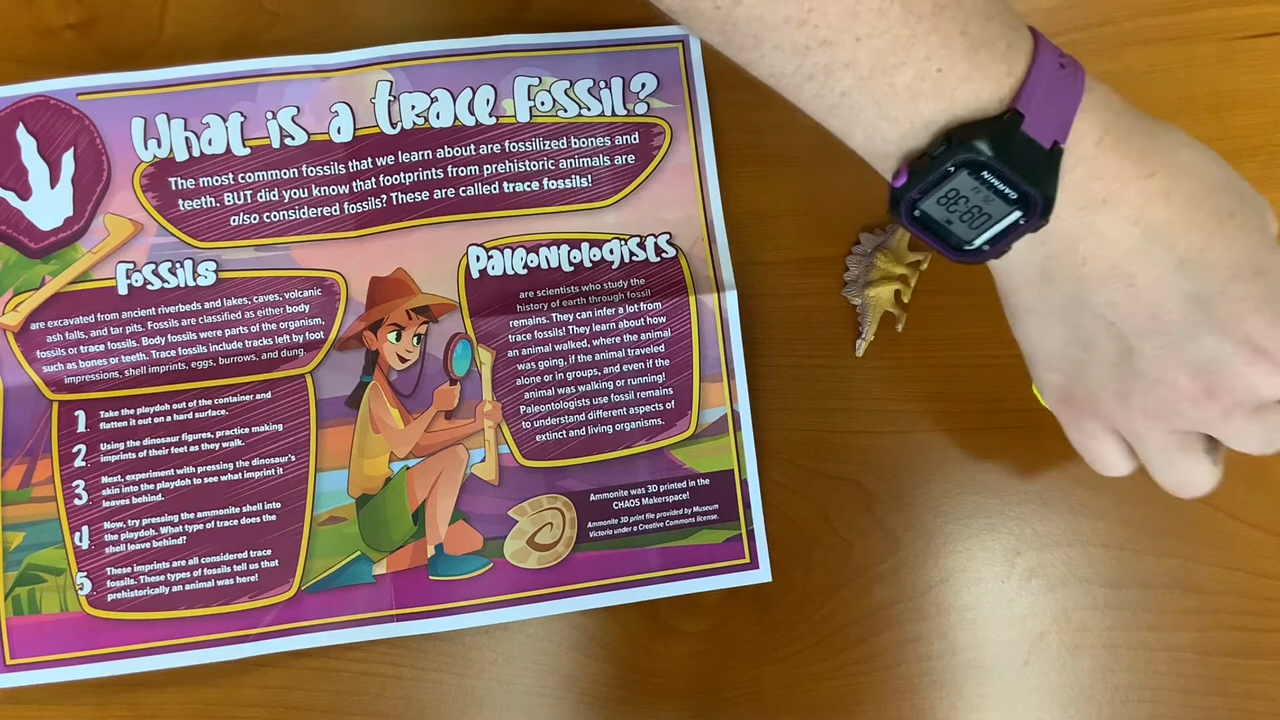 What is a trace Fossil?
The most common fossils that we learn about are fossilized bones and
teeth. BUT did you know that footprints from prehistoric animals are
also considered fossils? These are called trace fossils!
Fossils
are excavated from ancient riverbeds and lakes, caves, volcanic
ash falls, and tar pits. Fossils are classified as either body
fossils or trace fossils. Body fossils were parts of the organism,
such as bones or teeth. Trace fossils include tracks left by foot
impressions, shell imprints, eggs, burrows, and dung.
1. Take the playdoh out of the container and
flatten it out on a hard surface.
2. Using the dinosaur figures, practice making
imprints of their feet as they walk.
3. Next, experiment with pressing the dinosaur's
skin into the playdoh to see what imprint it
leaves behind.
4. Now, try pressing the ammonite shell into
the playdoh. What type of trace does the
shell leave behind?
5. These imprints are all considered trace
fossils. These types of fossils tell us that
prehistorically an animal was here!
Paleontologists
are scientists who study the
history of earth through fossil
remains. They can infer a lot from
trace fossils! They learn about how
an animal walked, where the animal
was going, if the animal traveled
alone or in groups, and even if the
animal was walking or running!
Paleontologists use fossil remains
to understand different aspects of
extinct and living organisms.
Ammonite was 3D printed in the
CHAOS Makerspace!
Ammonite 3D print file provided by Museum
Victoria under a Creative Commons license.
GARMIN
09:38